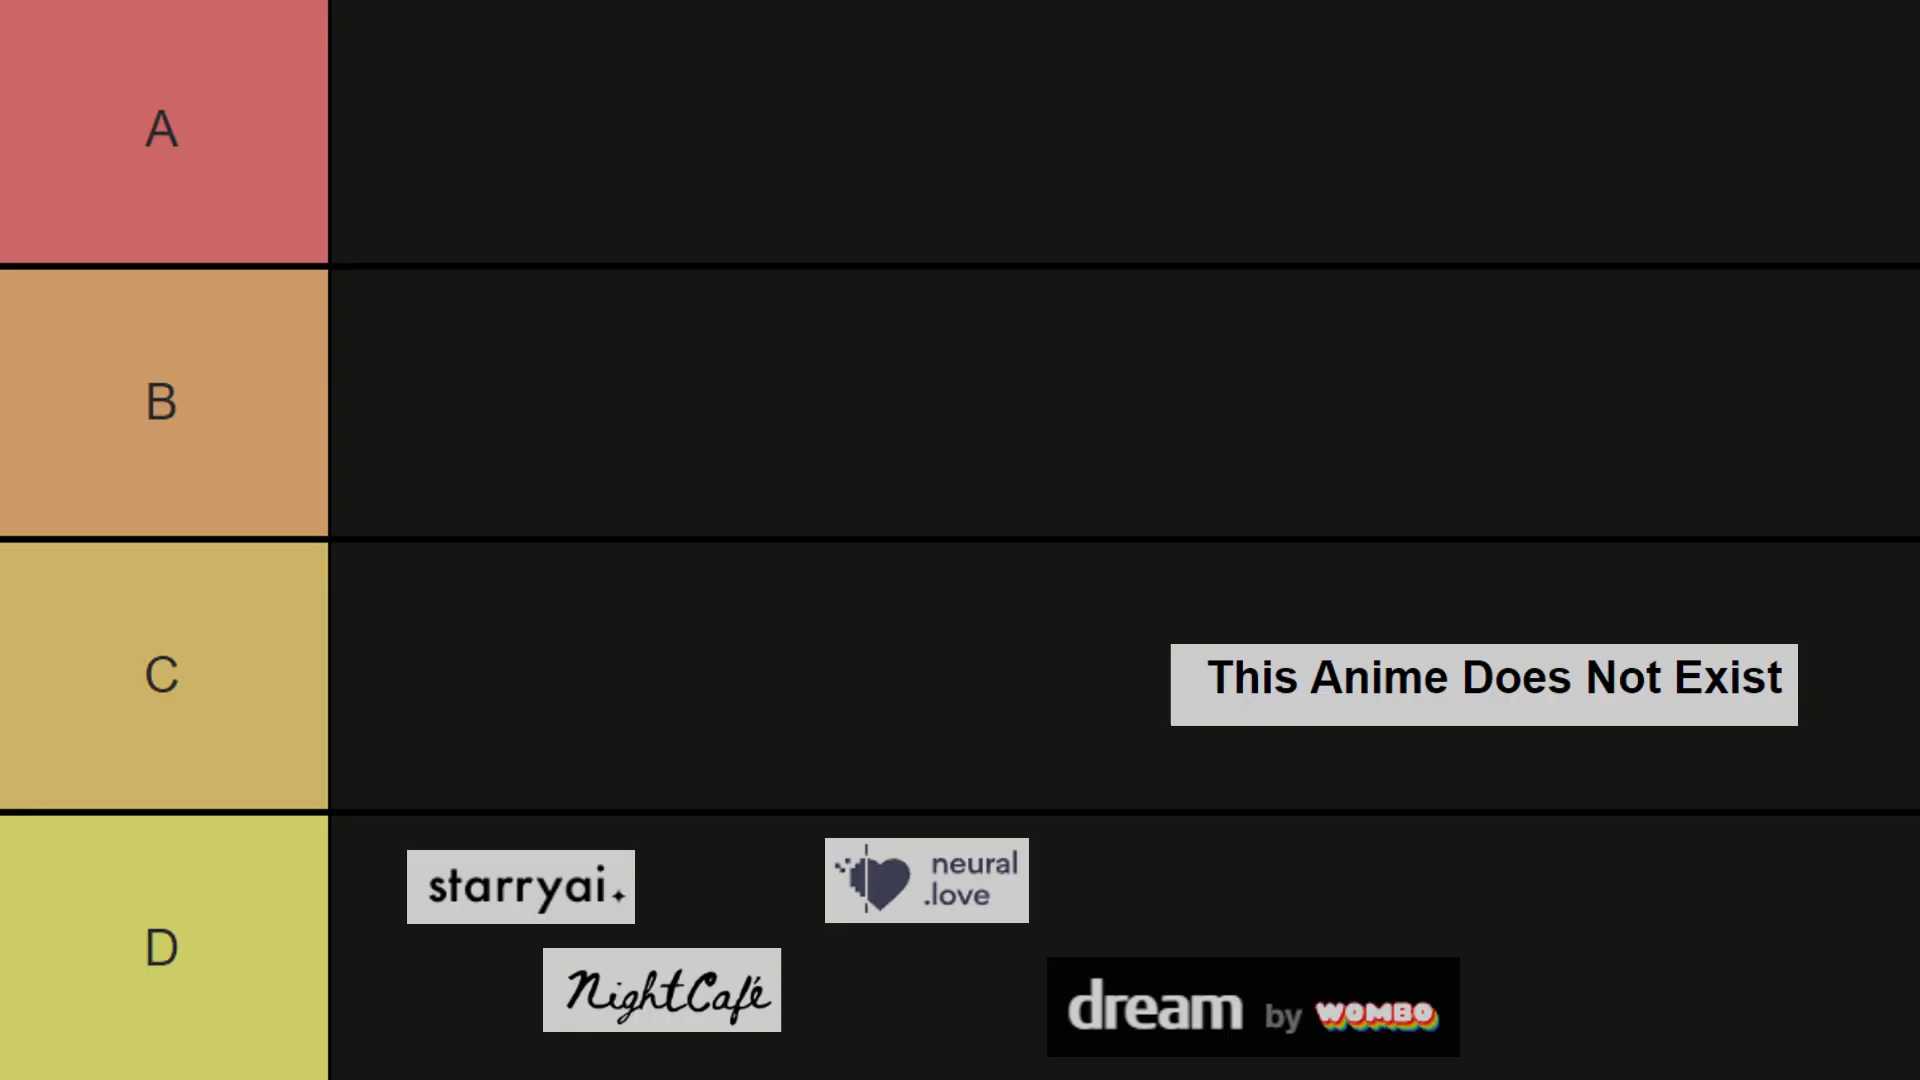 A
B
C
This Anime Does Not Exist
D
starryai
neural
.love
NightCafé
dream by WOMBO